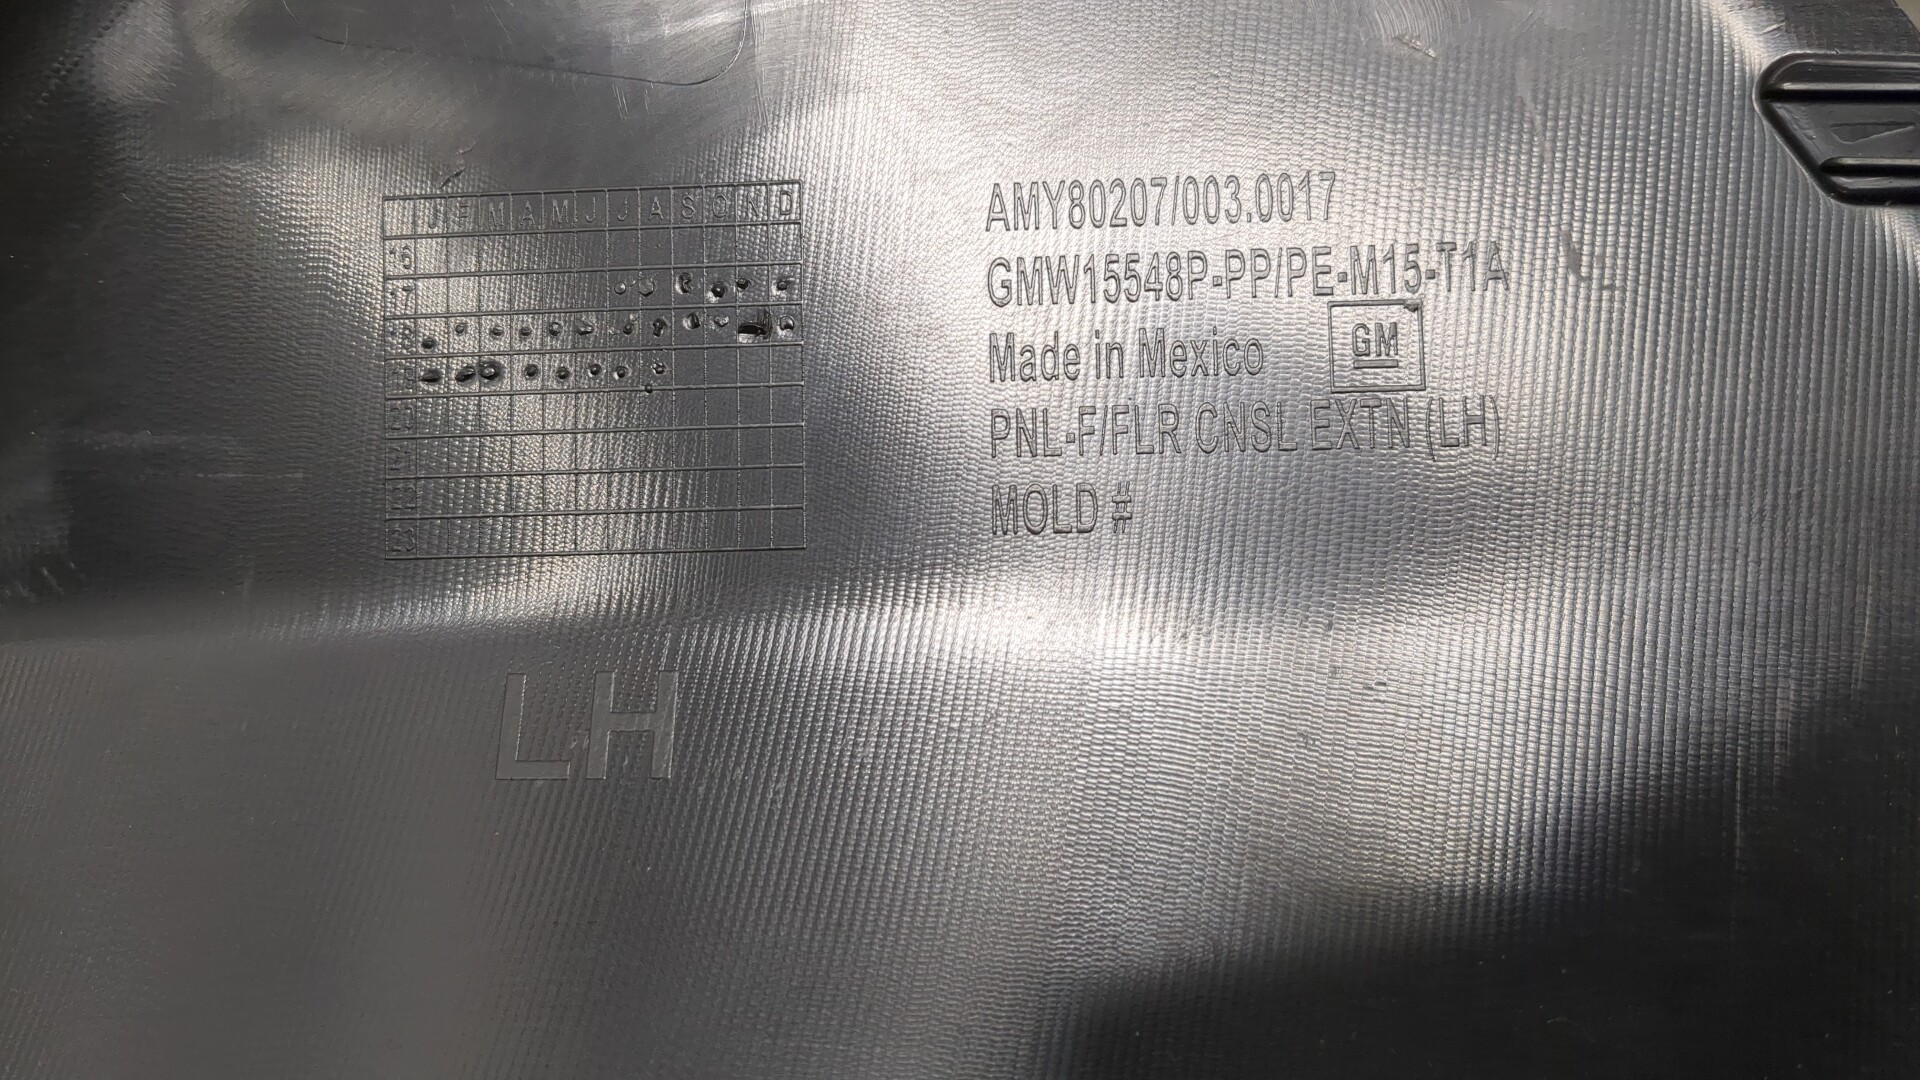 J F M A M J J A S O N D
16
17
18
19
20
21
22
23
AMY80207/003.0017
GMW15548P-PP/PE-M15-T1A
Made in Mexico
GM
PNL-F/FLR CNSL EXTN (LH)
MOLD #
LH